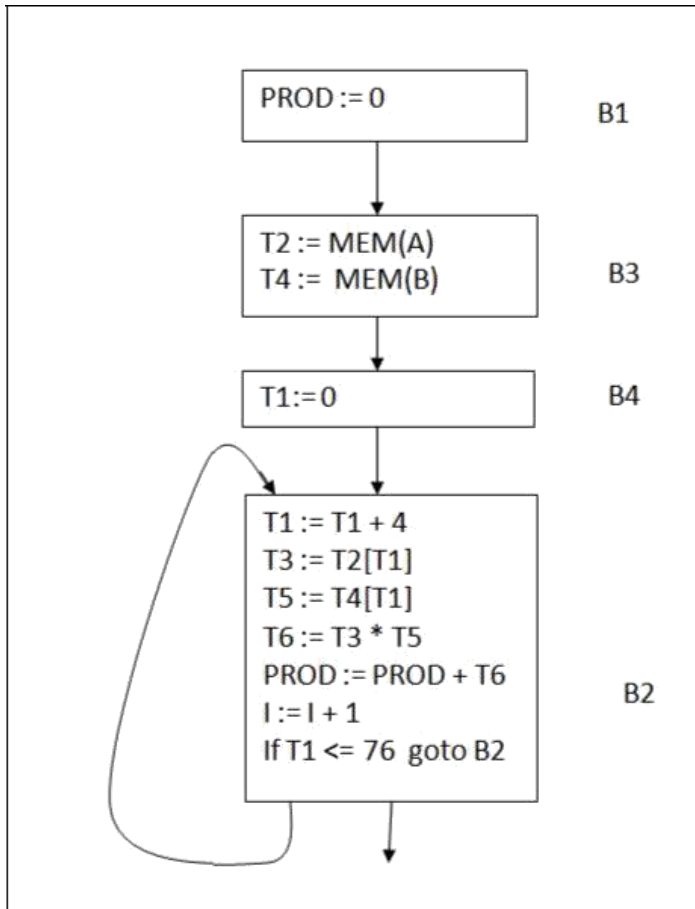 PROD := 0
B1
T2 := MEM(A)
T4 := MEM(B)
B3
T1:= 0
B4
T1 := T1 + 4
T3 := T2[T1]
T5 := T4[T1]
T6 := T3 * T5
PROD := PROD + T6
I := I + 1
If T1 <= 76 goto B2
B2